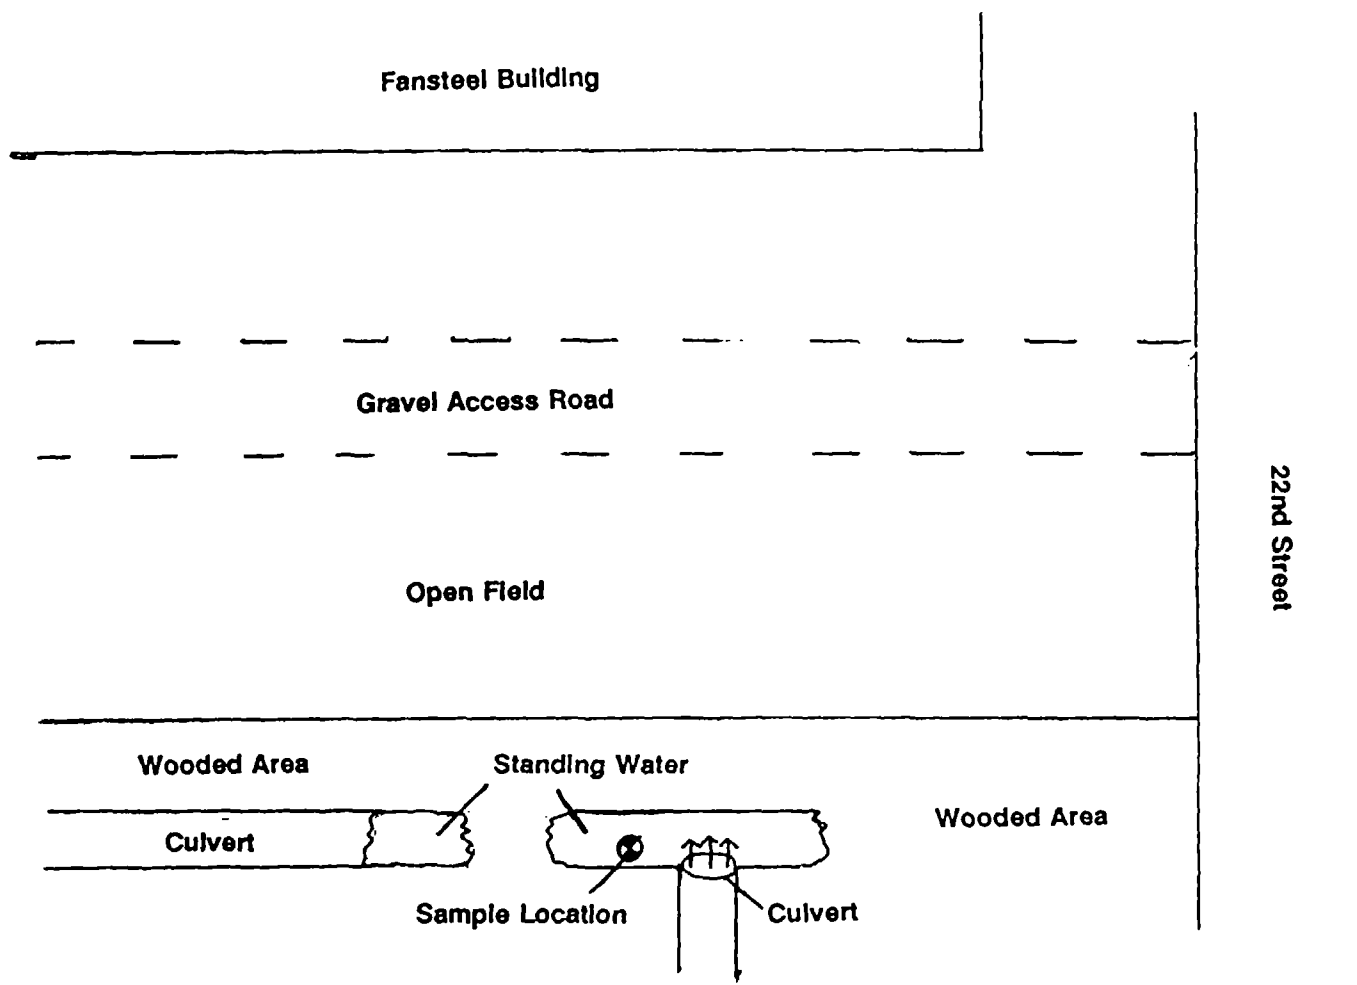 Fansteel Building
Gravel Access Road
22nd Street
Open Field
Wooded Area
Standing Water
Wooded Area
Culvert
Sample Location
Culvert